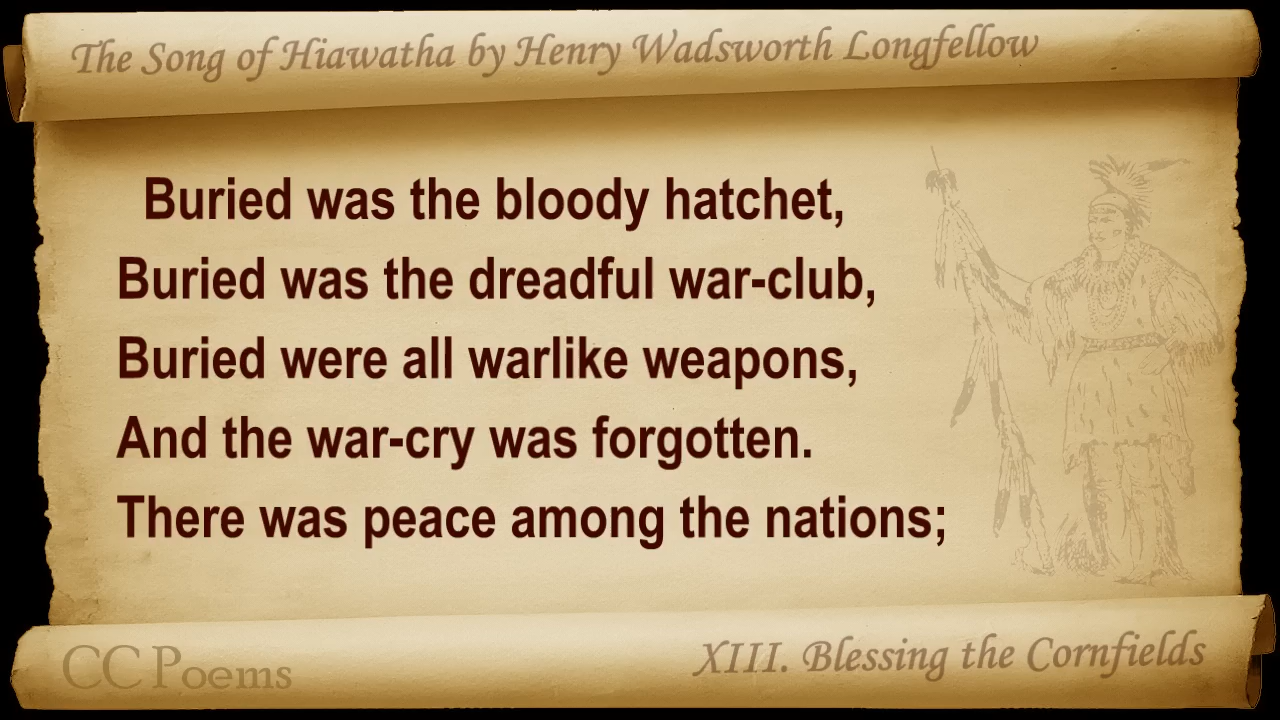 The Song of Hiawatha by Henry Wadsworth Longfellow
Buried was the bloody hatchet,
Buried was the dreadful war-club,
Buried were all warlike weapons,
And the war-cry was forgotten.
There was peace among the nations;
CC Poems
XIII. Blessing the Cornfields